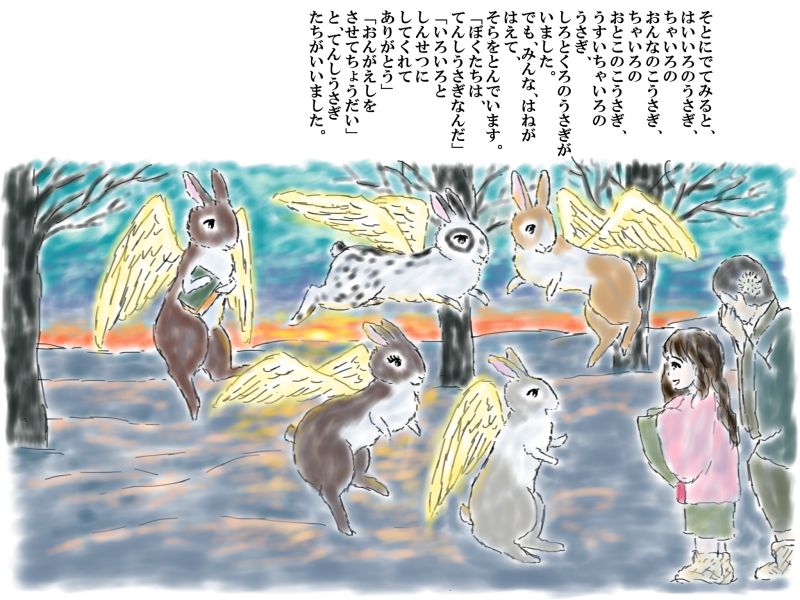 そとにでてみると、
はいいろのうさぎ、
ちゃいろの
おんなのこうさぎ、
ちゃいろの
おとこのこうさぎ、
うすいちゃいろの
うさぎ、
しろとくろのうさぎが
いました。
でも、みんな、はねが
はえて、
そらをとんでいます。
「ぼくたちは、
てんしうさぎなんだ」
「いろいろと
しんせつに
してくれて
ありがとう」
「おんがえしを
させてちょうだい」
と、てんしうさぎ
たちがいいました。